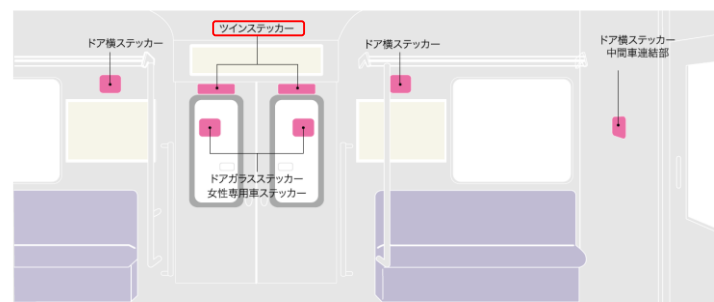 ツインステッカー
ドア横ステッカー
ドア横ステッカー
ドア横ステッカー
中間車連結部
ドアガラスステッカー
女性専用車ステッカー